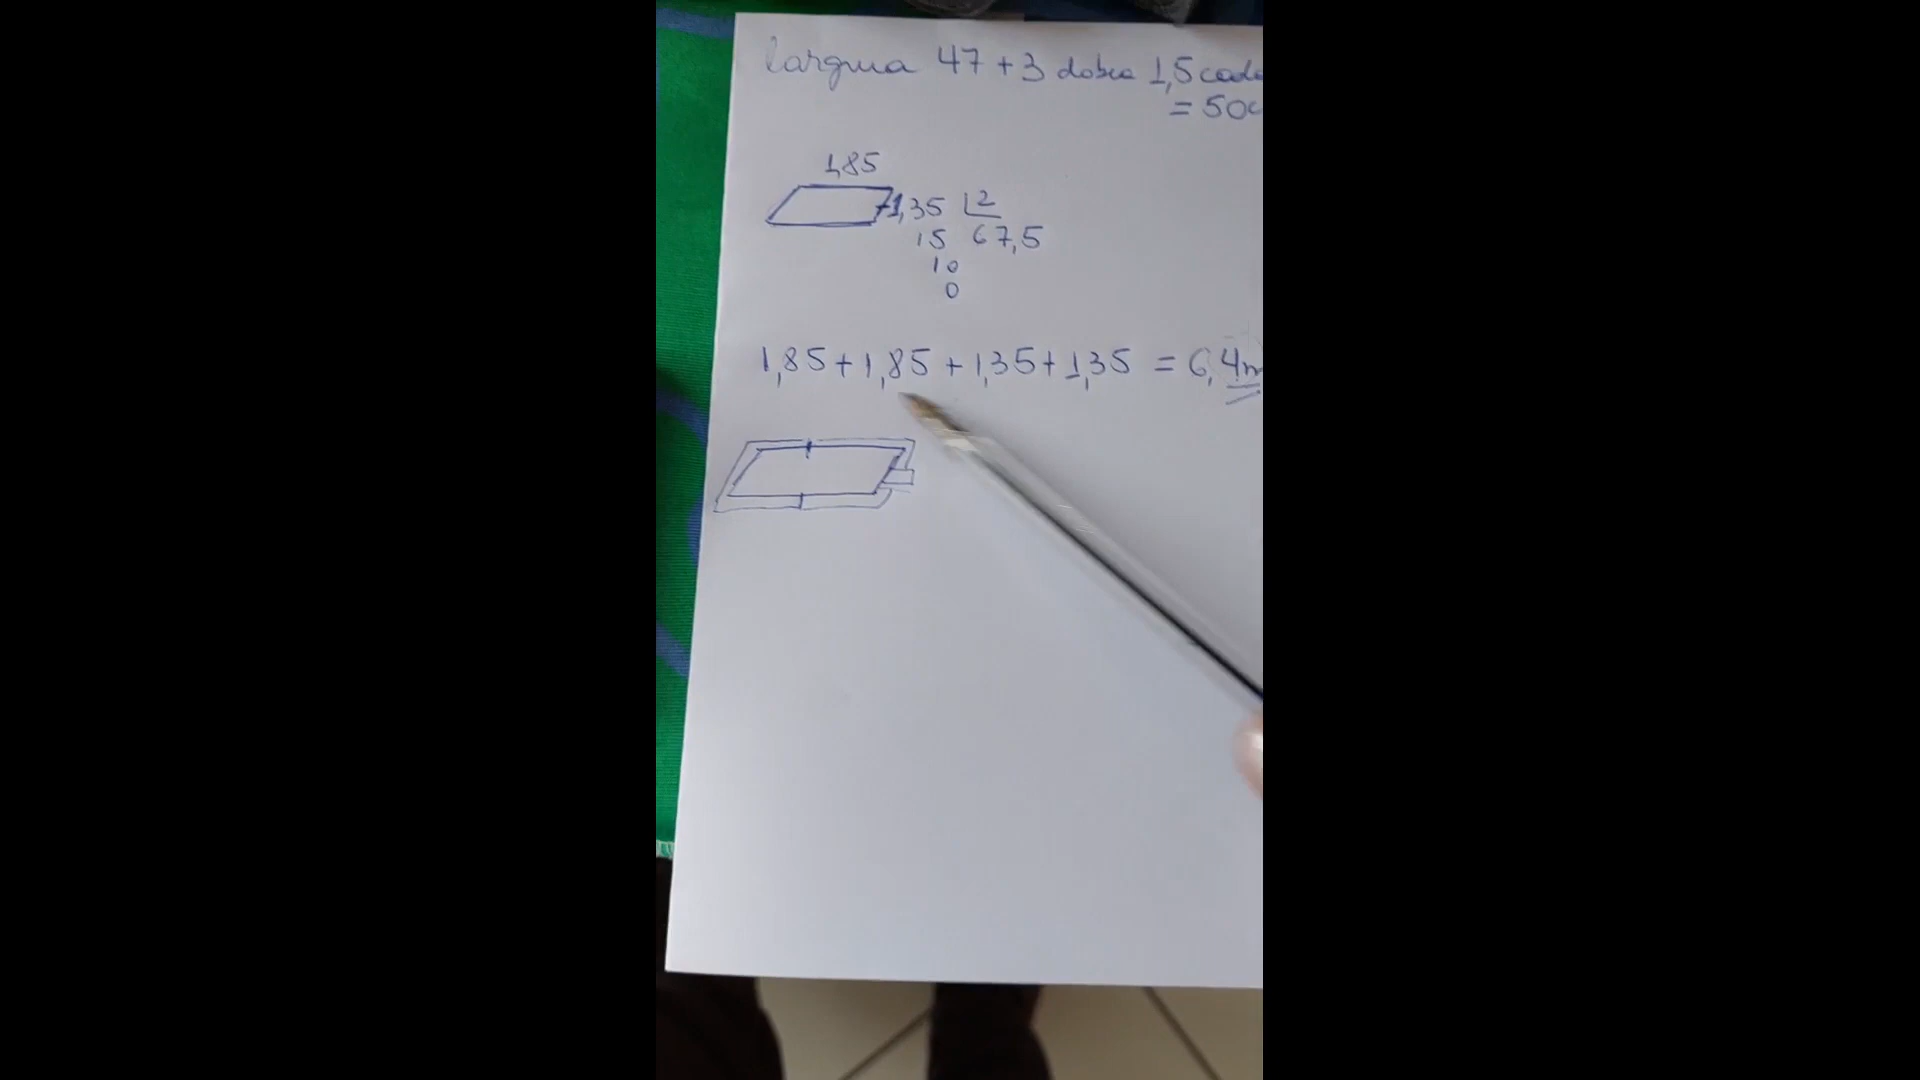 largura 47 + 3 dobra 1,5 cada
= 50c
1,85
1,35 2
15 67,5
10
0
1,85 + 1,85 + 1,35 + 1,35 = 6,4m